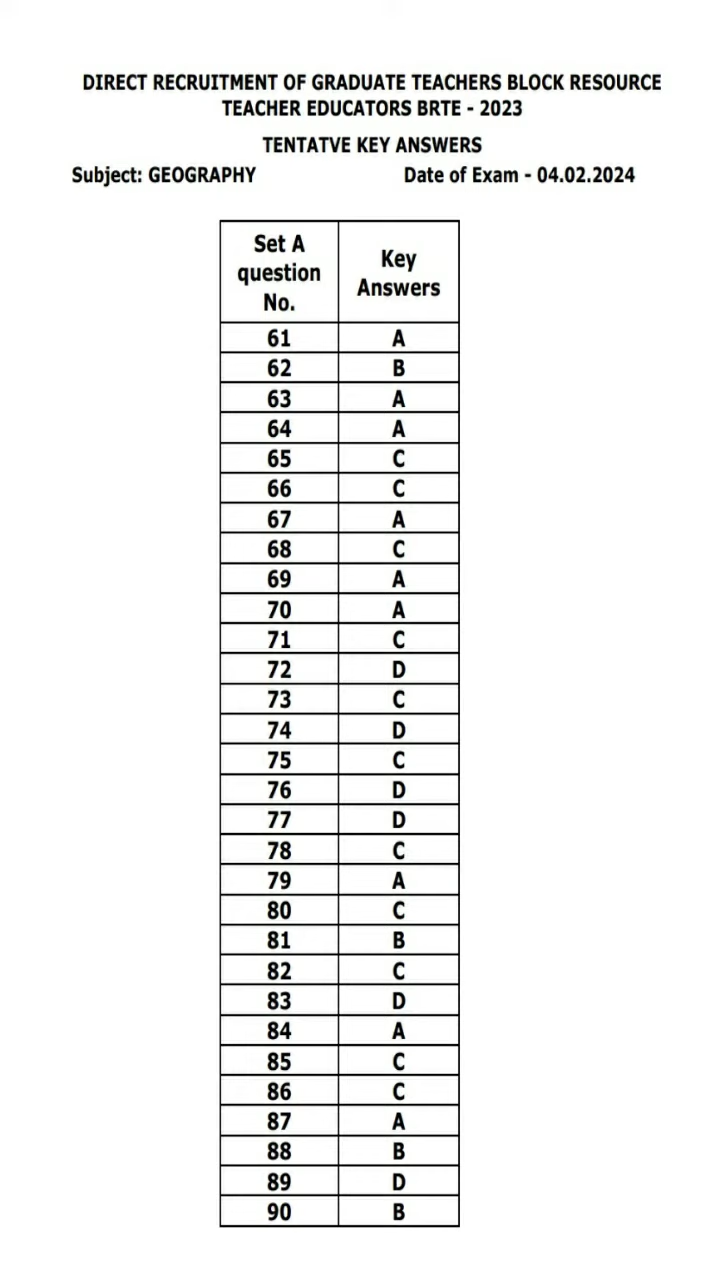 DIRECT RECRUITMENT OF GRADUATE TEACHERS BLOCK RESOURCE
TEACHER EDUCATORS BRTE - 2023
TENTATVE KEY ANSWERS
Subject: GEOGRAPHY Date of Exam - 04.02.2024
Set A
question
No.
Key
Answers
61 A
62 B
63 A
64 A
65 C
66 C
67 A
68 C
69 A
70 A
71 C
72 D
73 C
74 D
75 C
76 D
77 D
78 C
79 A
80 C
81 B
82 C
83 D
84 A
85 C
86 C
87 A
88 B
89 D
90 B